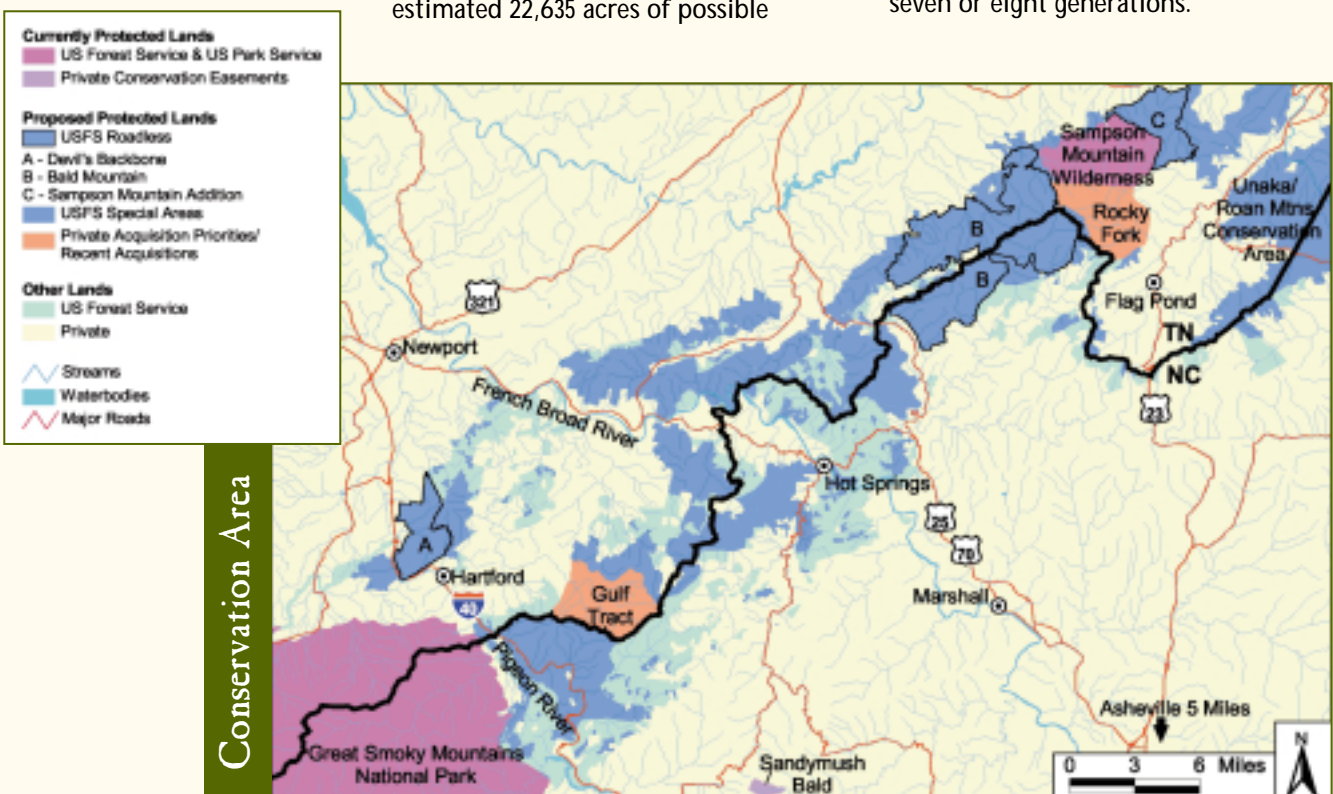 estimated 22,635 acres of possible
seven or eight generations.
Currently Protected Lands
US Forest Service & US Park Service
Private Conservation Easements
Proposed Protected Lands
USFS Roadless
A - Devil's Backbone
B - Bald Mountain
C - Sampson Mountain Addition
USFS Special Areas
Private Acquisition Priorities/
Recent Acquisitions
Other Lands
US Forest Service
Private
Streams
Waterbodies
Major Roads
Conservation Area
C
Sampson
Mountain
Wilderness
Unaka/
Roan Mtns
Conservation
Area
Rocky
Fork
B
B
321
Flag Pond
TN
NC
23
Newport
French Broad River
Hot Springs
25
70
A
Hartford
40
Gulf
Tract
Marshall
Pigeon River
Asheville 5 Miles
Great Smoky Mountains
National Park
Sandymush
Bald
0 3 6 Miles
N